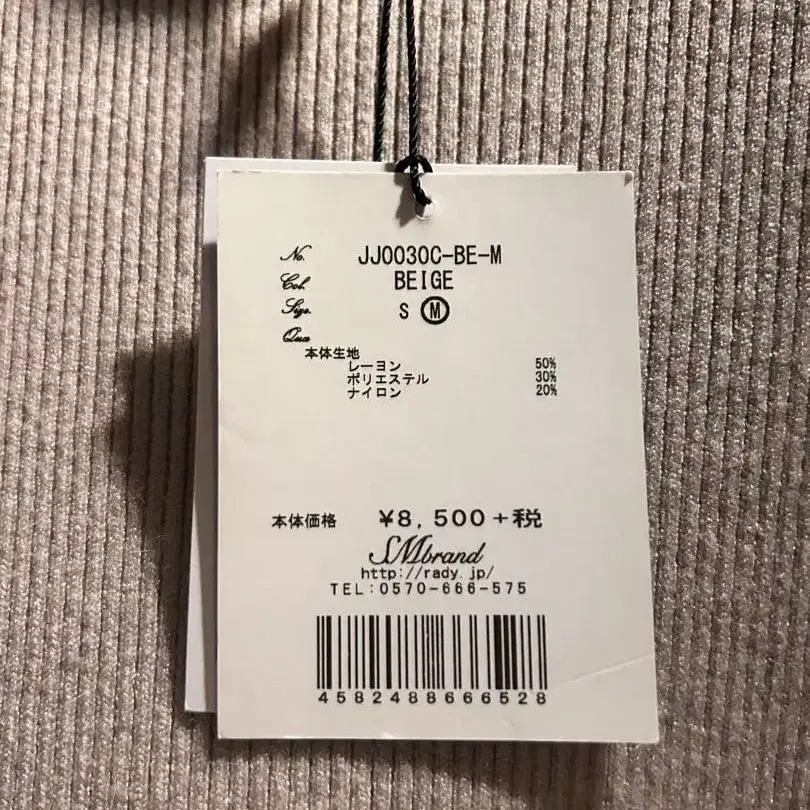 No. JJ0030C-BE-M
Col. BEIGE
Size. S M
Qua
本体生地
レーヨン 50%
ポリエステル 30%
ナイロン 20%
本体価格 ¥8,500+税
SMbrand
http://rady.jp/
TEL:0570-666-575
4582488666528